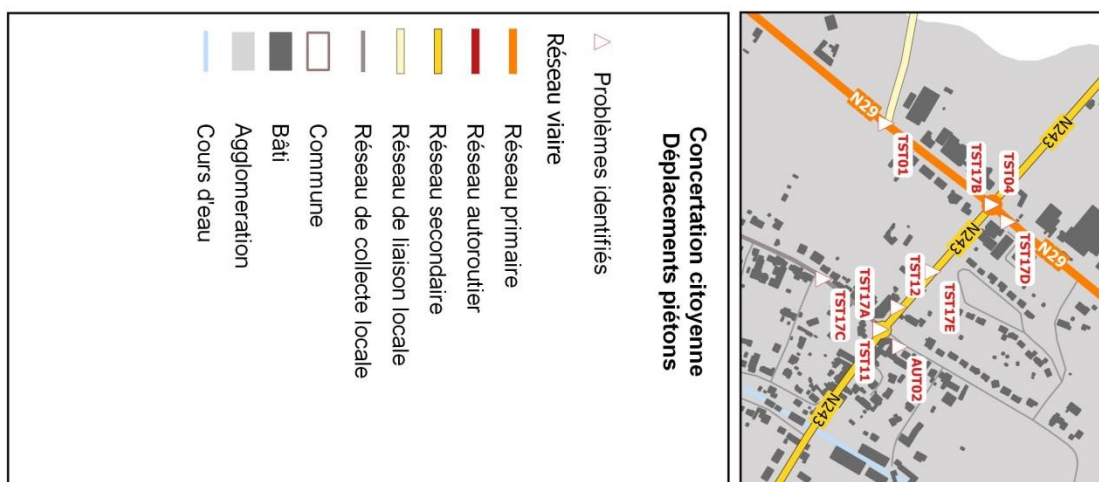 Concertation citoyenne
Déplacements piétons
Problèmes identifiés
Réseau viaire
Réseau primaire
Réseau autoroutier
Réseau secondaire
Réseau de liaison locale
Réseau de collecte locale
Commune
Bâti
Agglomeration
Cours d'eau
N243
TST04
TST17B
N29
TST17D
N29
TST01
N243
TST17E
TST12
TST17A
TST17C
AUT02
TST11
N243